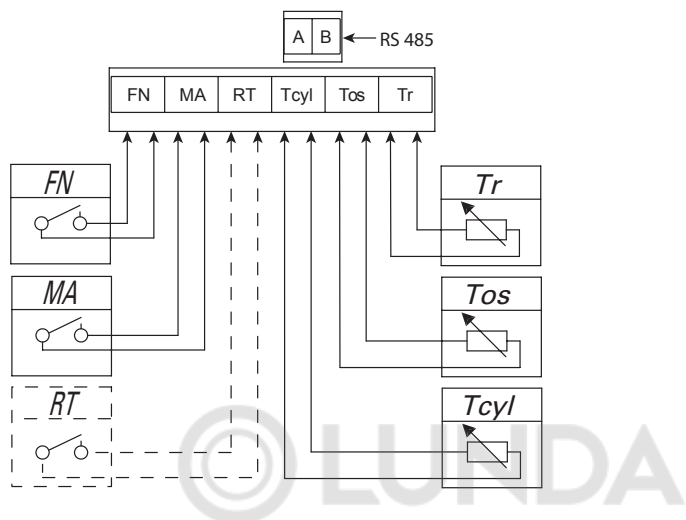 A B RS 485
FN MA RT Tcyl Tos Tr
FN
Tr
MA
Tos
RT
Tcyl
LUNDA